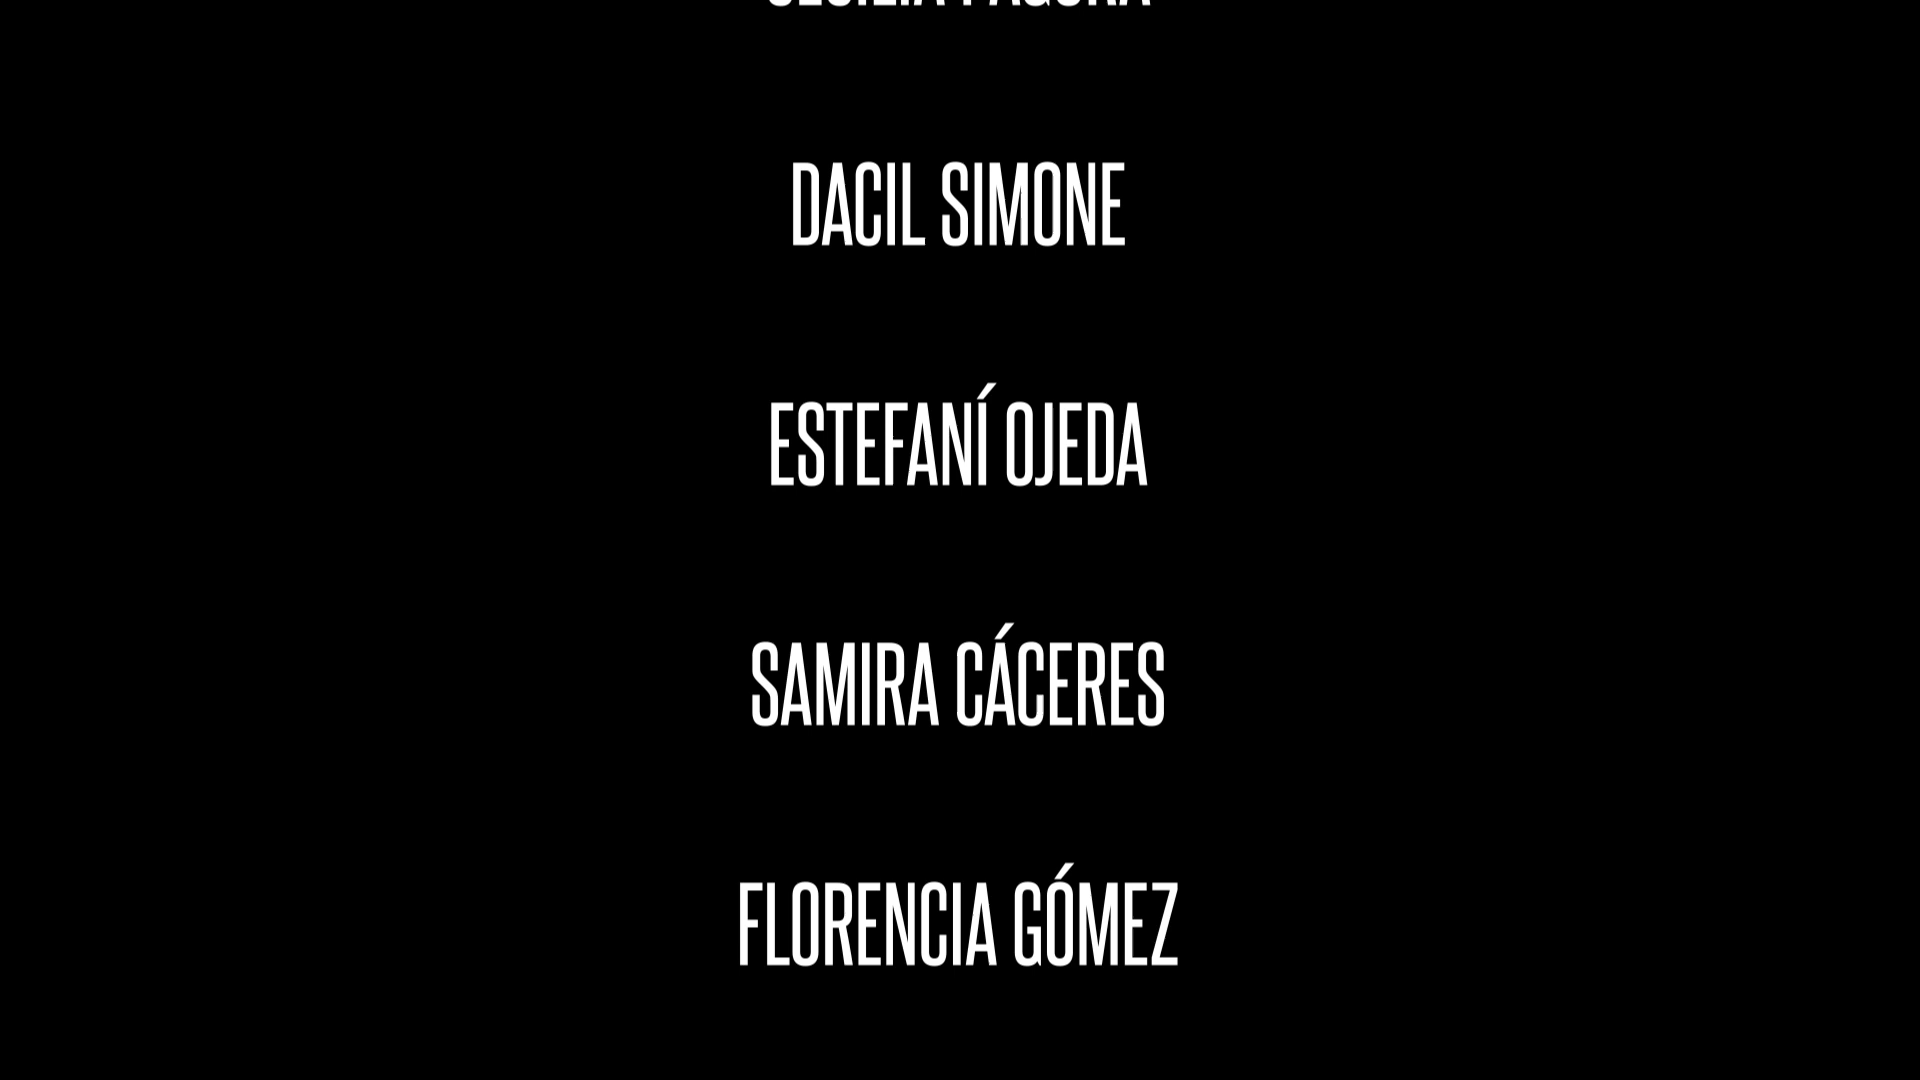 DACIL SIMONE
ESTEFANÍ OJEDA
SAMIRA CÁCERES
FLORENCIA GÓMEZ